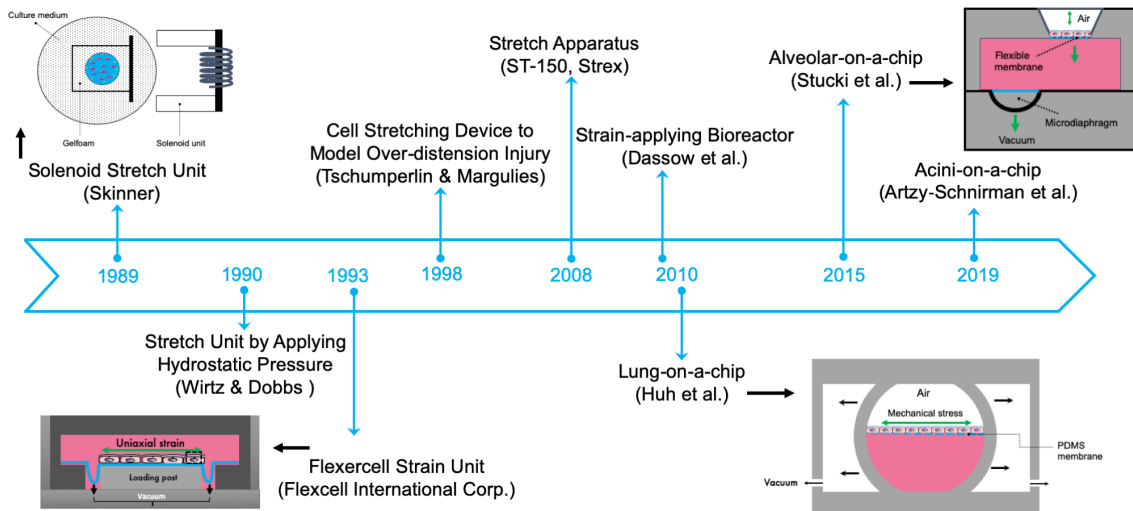 Culture medium
Gelfoam
Solenoid unit
Solenoid Stretch Unit
(Skinner)
Cell Stretching Device to
Model Over-distension Injury
(Tschumperlin & Margulies)
Stretch Apparatus
(ST-150, Strex)
Strain-applying Bioreactor
(Dassow et al.)
Alveolar-on-a-chip
(Stucki et al.)
Air
Flexible
membrane
Microdiaphragm
Vacuum
Acini-on-a-chip
(Artzy-Schnirman et al.)
1989
1990
1993
1998
2008
2010
2015
2019
Stretch Unit by Applying
Hydrostatic Pressure
(Wirtz & Dobbs )
Uniaxial strain
Loading post
Vacuum
Flexercell Strain Unit
(Flexcell International Corp.)
Lung-on-a-chip
(Huh et al.)
Air
Mechanical stress
PDMS
membrane
Vacuum